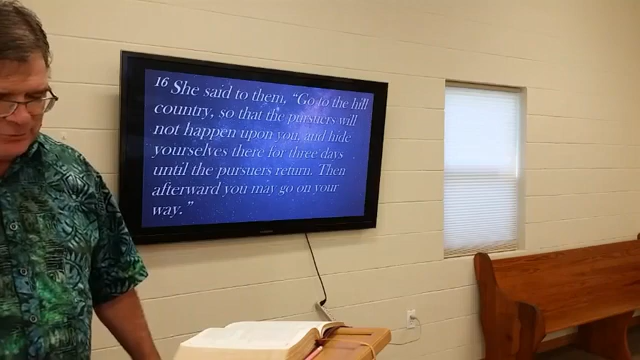 16 She said to them, “Go to the hill
country, so that the pursuers will
not happen upon you, and hide
yourselves there for three days
until the pursuers return. Then
afterward you may go on your
way.”